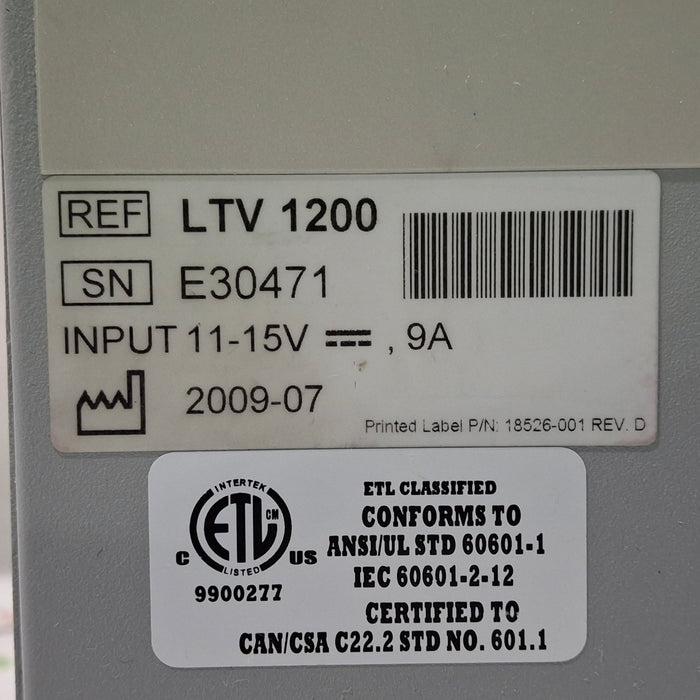 REF LTV 1200
SN E30471
INPUT 11-15V ⎓ , 9A
2009-07
Printed Label P/N: 18526-001 REV. D
INTERTEK
ETL CM
LISTED
C US
9900277
ETL CLASSIFIED
CONFORMS TO
ANSI/UL STD 60601-1
IEC 60601-2-12
CERTIFIED TO
CAN/CSA C22.2 STD NO. 601.1